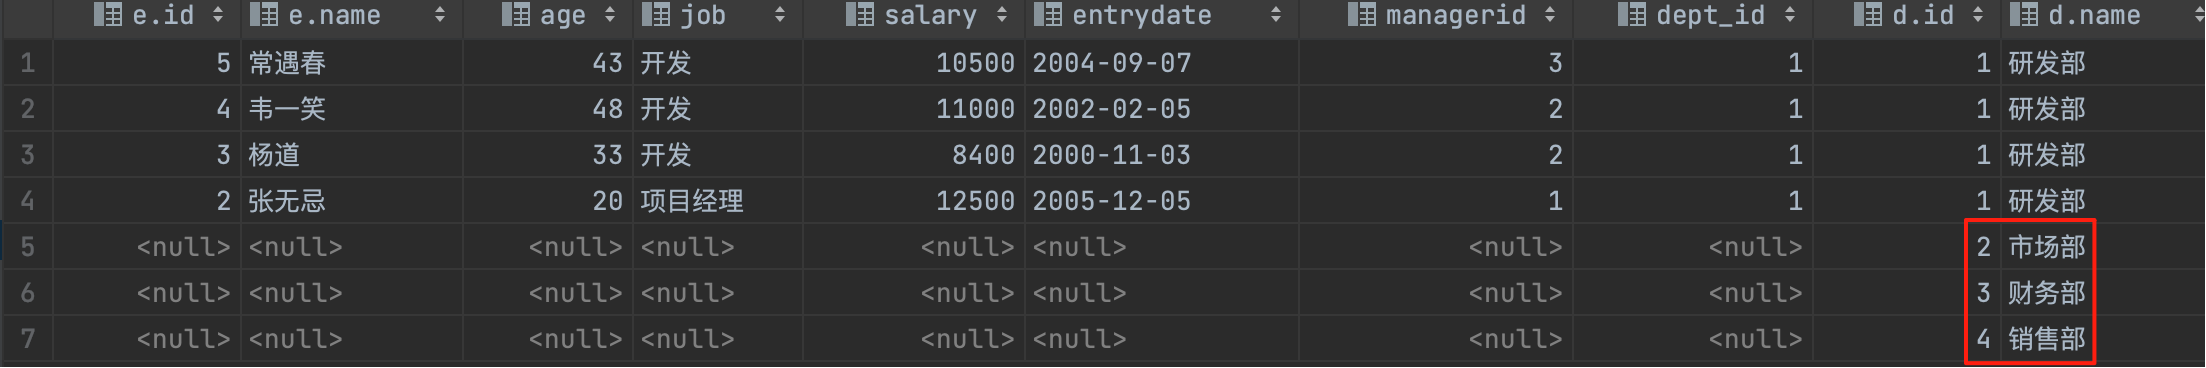 e.id e.name age job salary entrydate managerid dept_id d.id d.name
1 5 常遇春 43 开发 10500 2004-09-07 3 1 1 研发部
2 4 韦一笑 48 开发 11000 2002-02-05 2 1 1 研发部
3 3 杨道 33 开发 8400 2000-11-03 2 1 1 研发部
4 2 张无忌 20 项目经理 12500 2005-12-05 1 1 1 研发部
5 <null> <null> <null> <null> <null> <null> <null> <null> 2 市场部
6 <null> <null> <null> <null> <null> <null> <null> <null> 3 财务部
7 <null> <null> <null> <null> <null> <null> <null> <null> 4 销售部